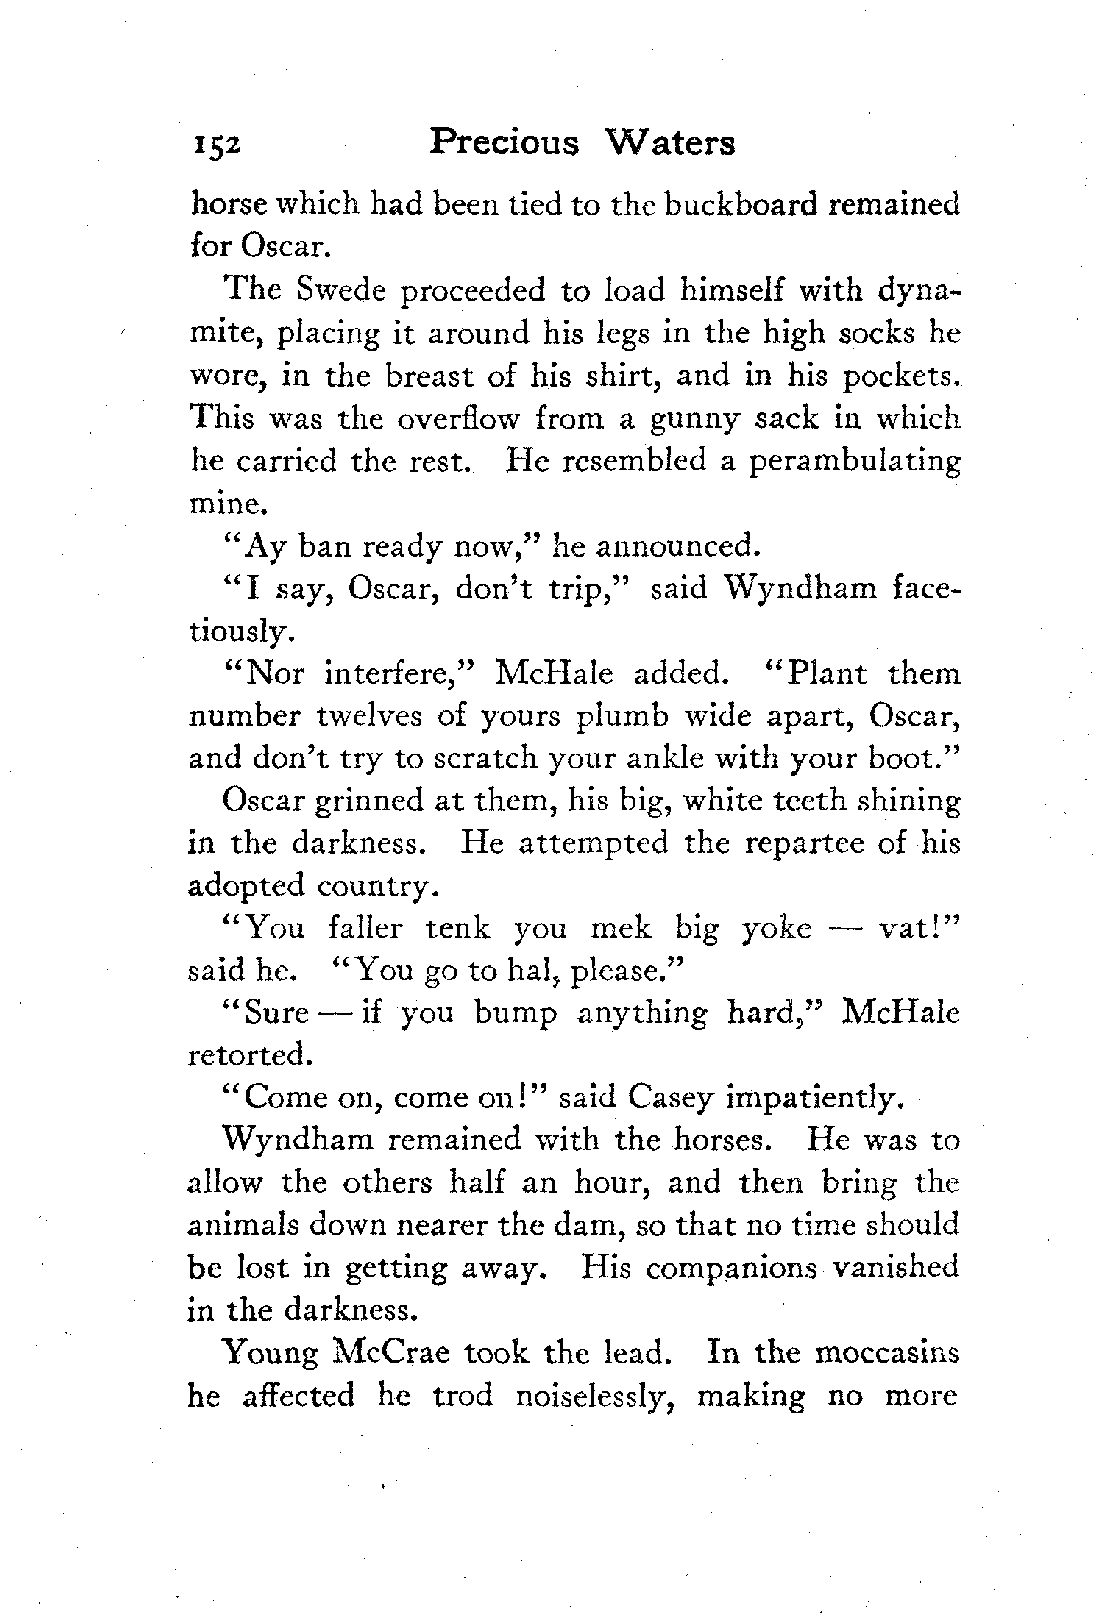 152 Precious Waters
horse which had been tied to the buckboard remained
for Oscar.
The Swede proceeded to load himself with dyna-
mite, placing it around his legs in the high socks he
wore, in the breast of his shirt, and in his pockets.
This was the overflow from a gunny sack in which
he carried the rest. He resembled a perambulating
mine.
"Ay ban ready now," he announced.
"I say, Oscar, don't trip," said Wyndham face-
tiously.
"Nor interfere," McHale added. "Plant them
number twelves of yours plumb wide apart, Oscar,
and don't try to scratch your ankle with your boot."
Oscar grinned at them, his big, white teeth shining
in the darkness. He attempted the repartee of his
adopted country.
"You faller tenk you mek big yoke — vat!"
said he. "You go to hal, please."
"Sure — if you bump anything hard," McHale
retorted.
"Come on, come on!" said Casey impatiently.
Wyndham remained with the horses. He was to
allow the others half an hour, and then bring the
animals down nearer the dam, so that no time should
be lost in getting away. His companions vanished
in the darkness.
Young McCrae took the lead. In the moccasins
he affected he trod noiselessly, making no more